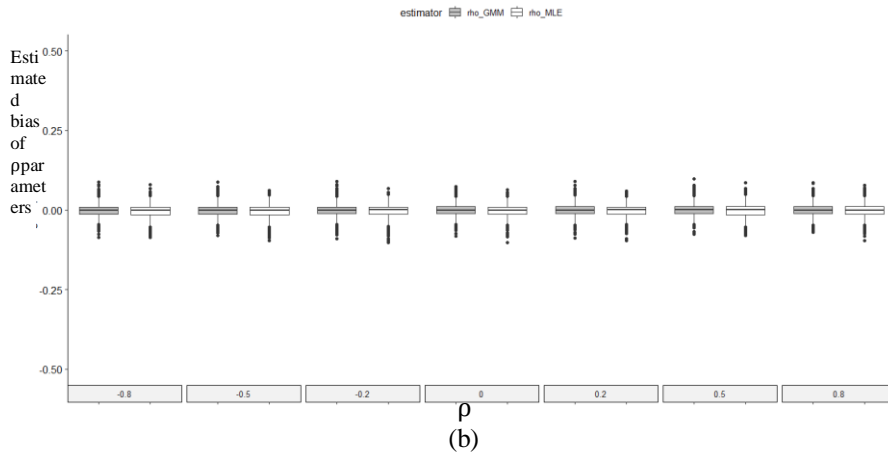 estimator rho_GMM rho_MLE
Esti
mate
d
bias
of
ρpar
amet
ers
0.50
0.25
0.00
-0.25
-0.50
-0.8 -0.5 -0.2 0 0.2 0.5 0.8
ρ
(b)